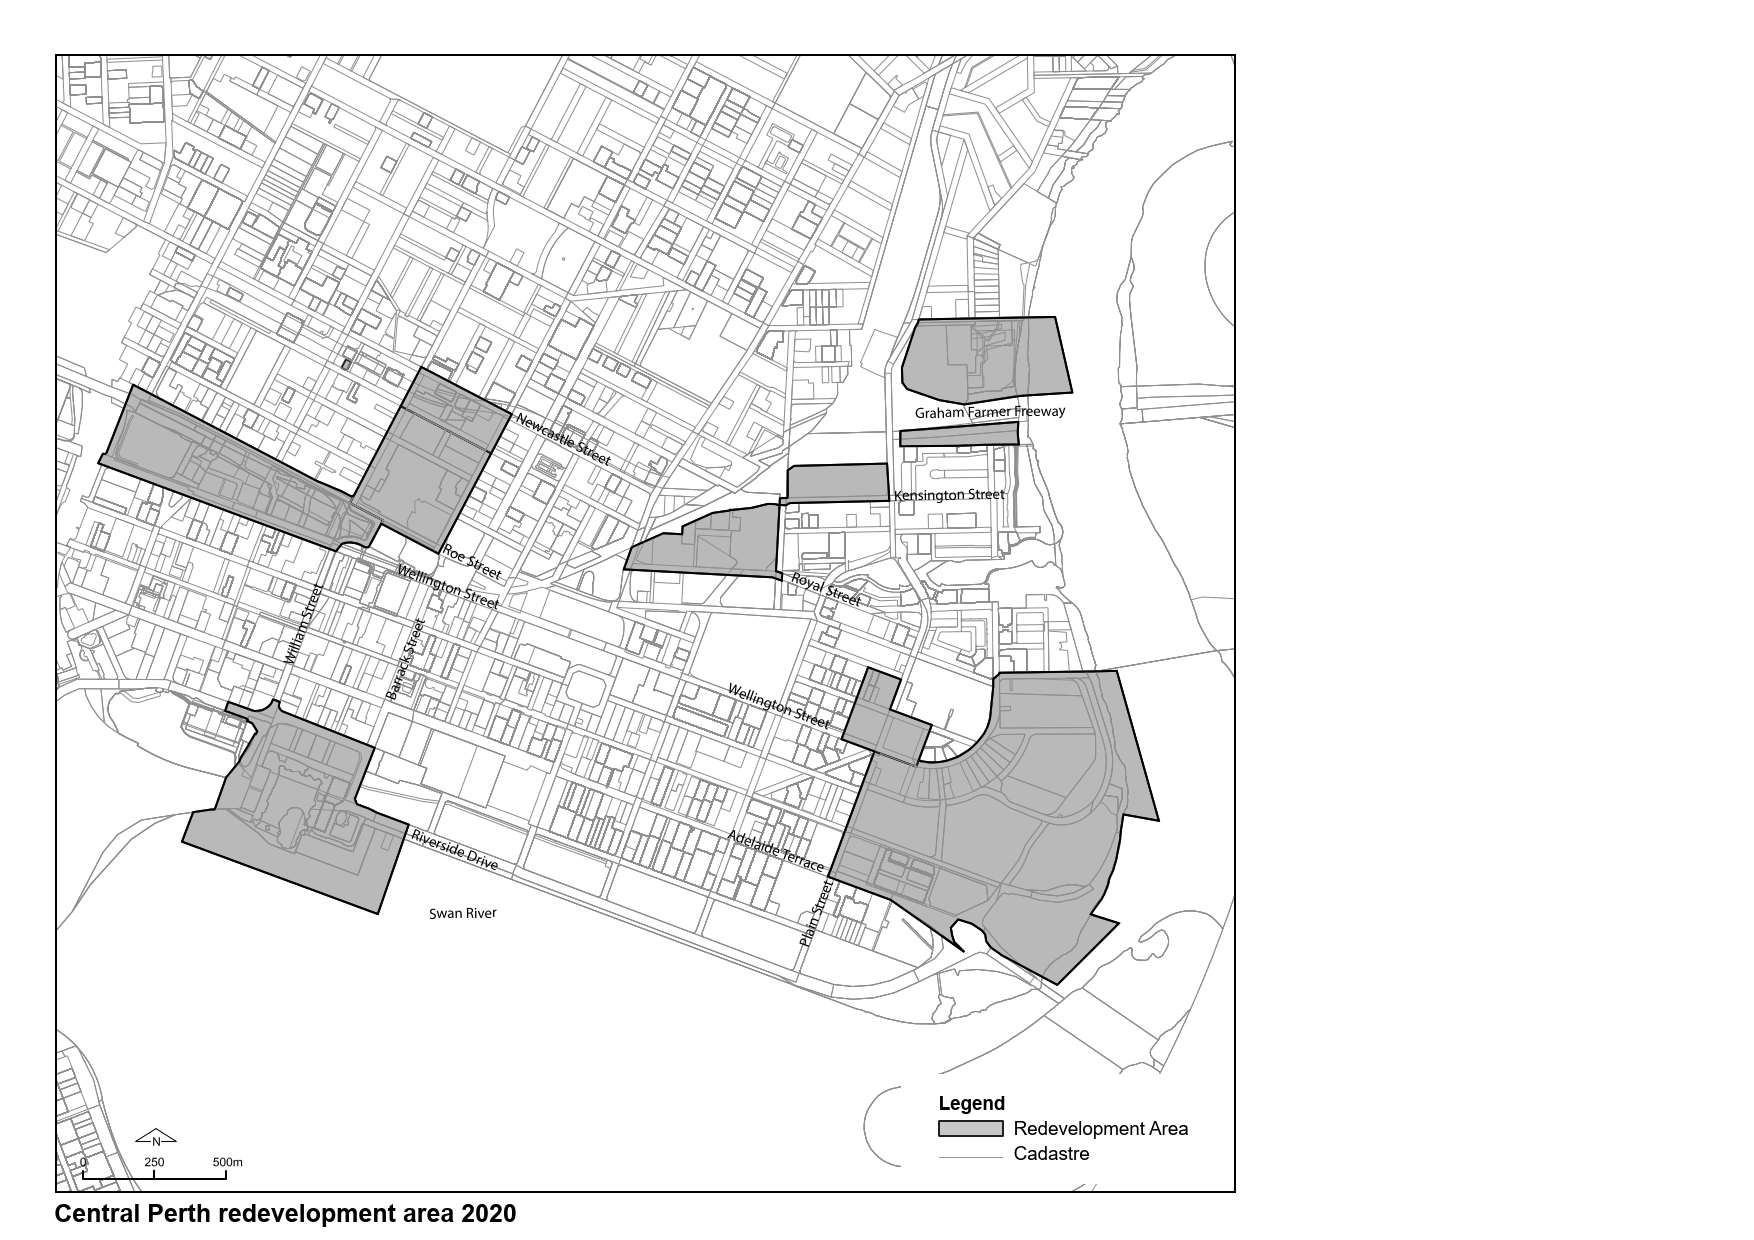 Graham Farmer Freeway
Newcastle Street
Kensington Street
Roe Street
Wellington Street
Royal Street
William Street
Barrack Street
Wellington Street
Riverside Drive
Adelaide Terrace
Plain Street
Swan River
Legend
Redevelopment Area
Cadastre
N
0 250 500m
Central Perth redevelopment area 2020